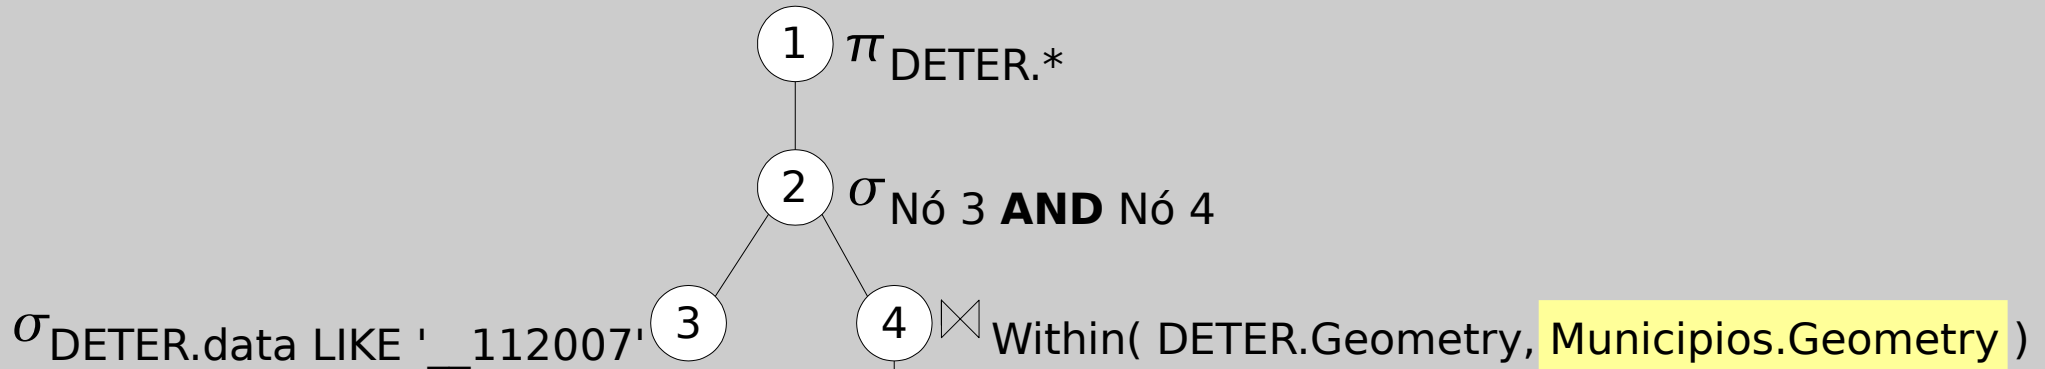 1 π DETER.*
2 σ Nó 3 AND Nó 4
σ DETER.data LIKE '__112007' 3 4 ⋈ Within( DETER.Geometry, Municipios.Geometry )